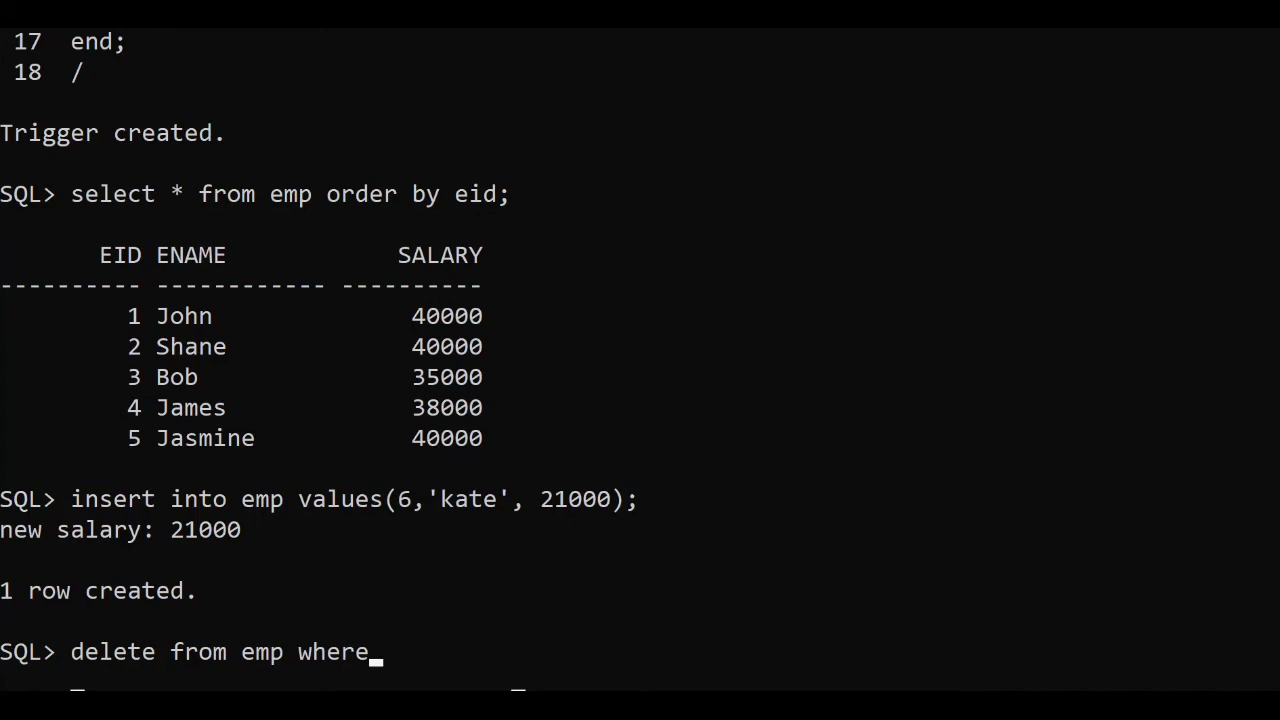 17 end;
18 /
Trigger created.
SQL> select * from emp order by eid;
EID ENAME SALARY
---------- ------------ ----------
1 John 40000
2 Shane 40000
3 Bob 35000
4 James 38000
5 Jasmine 40000
SQL> insert into emp values(6,'kate', 21000);
new salary: 21000
1 row created.
SQL> delete from emp where